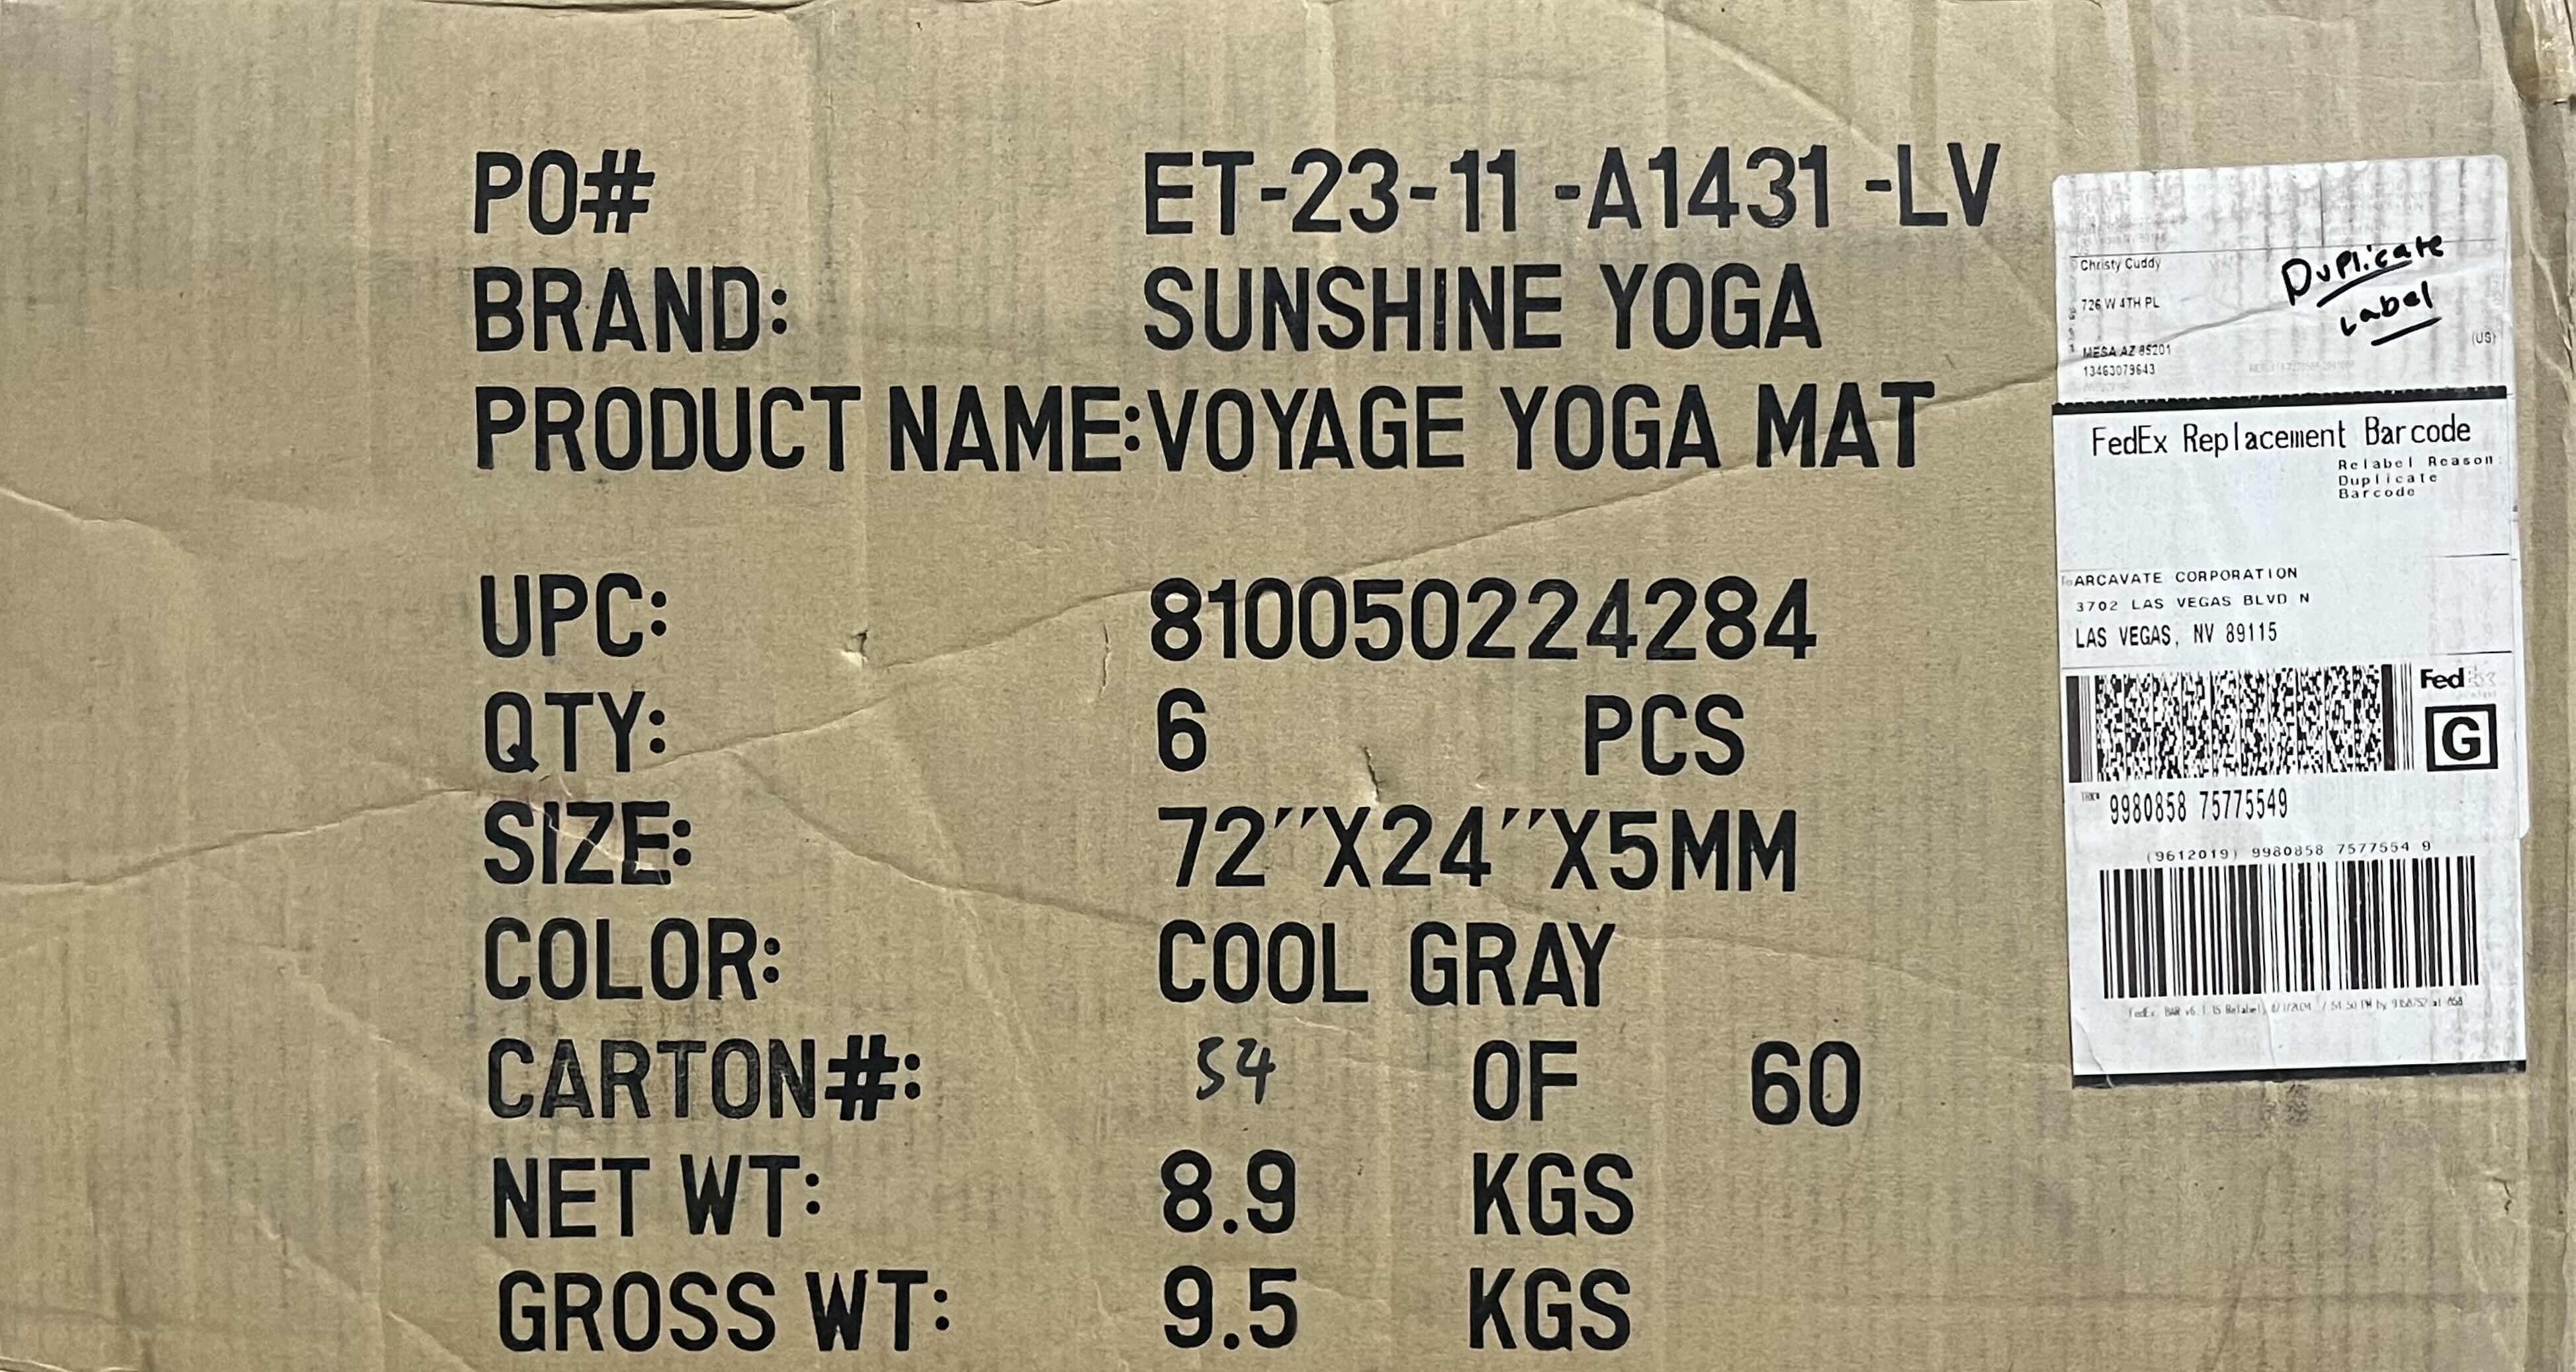 PO# ET-23-11-A1431-LV
BRAND: SUNSHINE YOGA
PRODUCT NAME: VOYAGE YOGA MAT
UPC: 810050224284
QTY: 6 PCS
SIZE: 72"X24"X5MM
COLOR: COOL GRAY
CARTON#: 54 OF 60
NET WT: 8.9 KGS
GROSS WT: 9.5 KGS
Christy Cuddy
Duplicate
Label
726 W 4TH PL
(US)
MESA AZ 85201
13463079643
FedEx Replacement Barcode
Relabel Reason:
Duplicate
Barcode
ARCAVATE CORPORATION
3702 LAS VEGAS BLVD N
LAS VEGAS, NV 89115
FedEx
G
TRK# 9980858 75775549
(9612019) 9980858 7577554 9